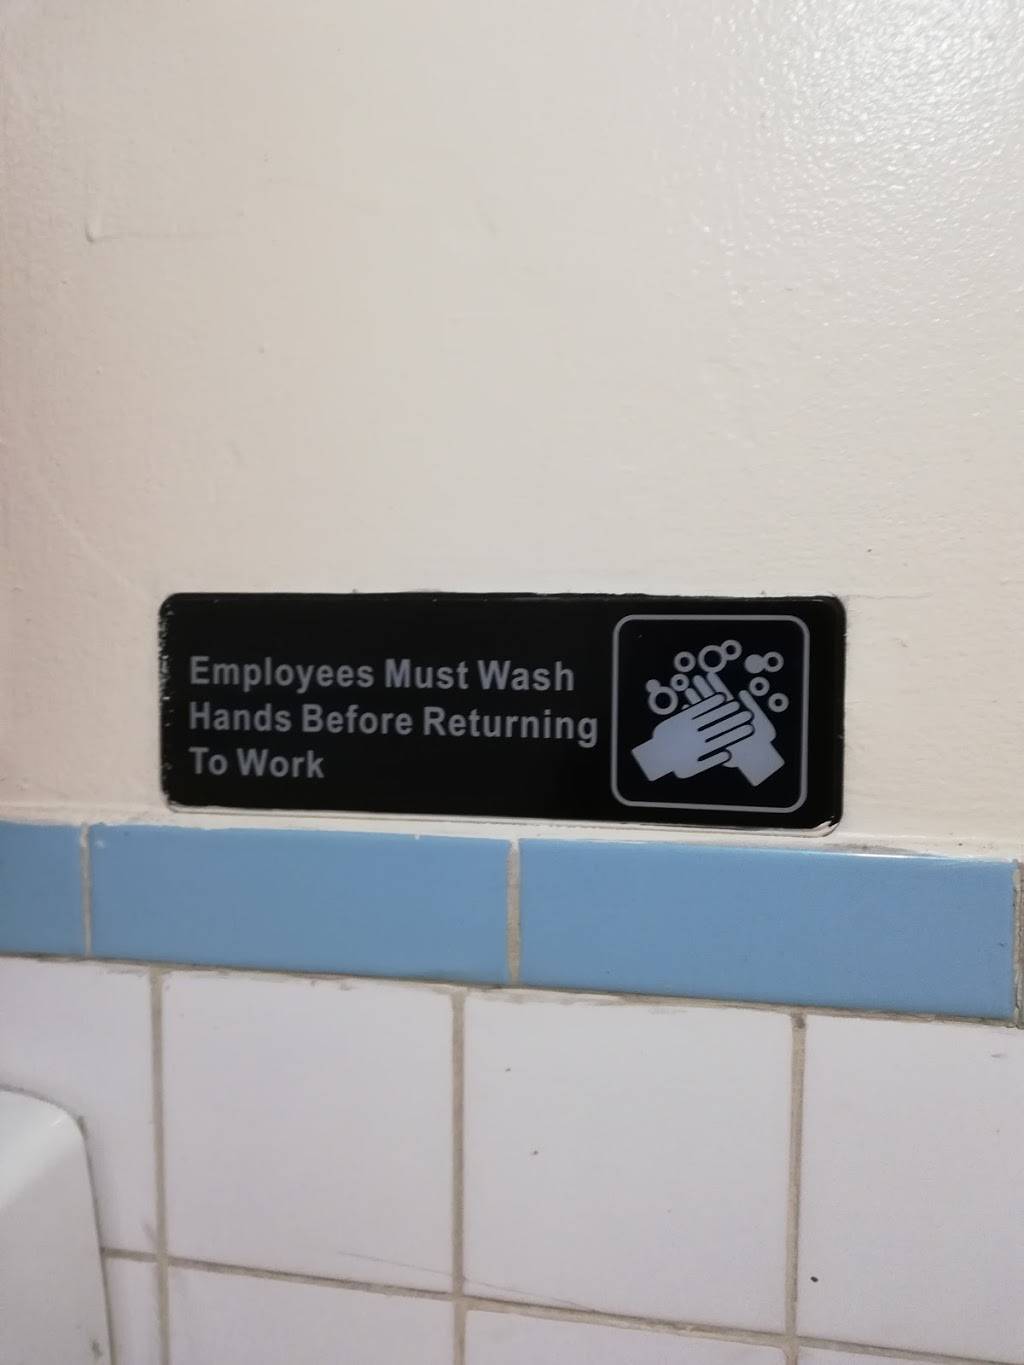 Employees Must Wash
Hands Before Returning
To Work